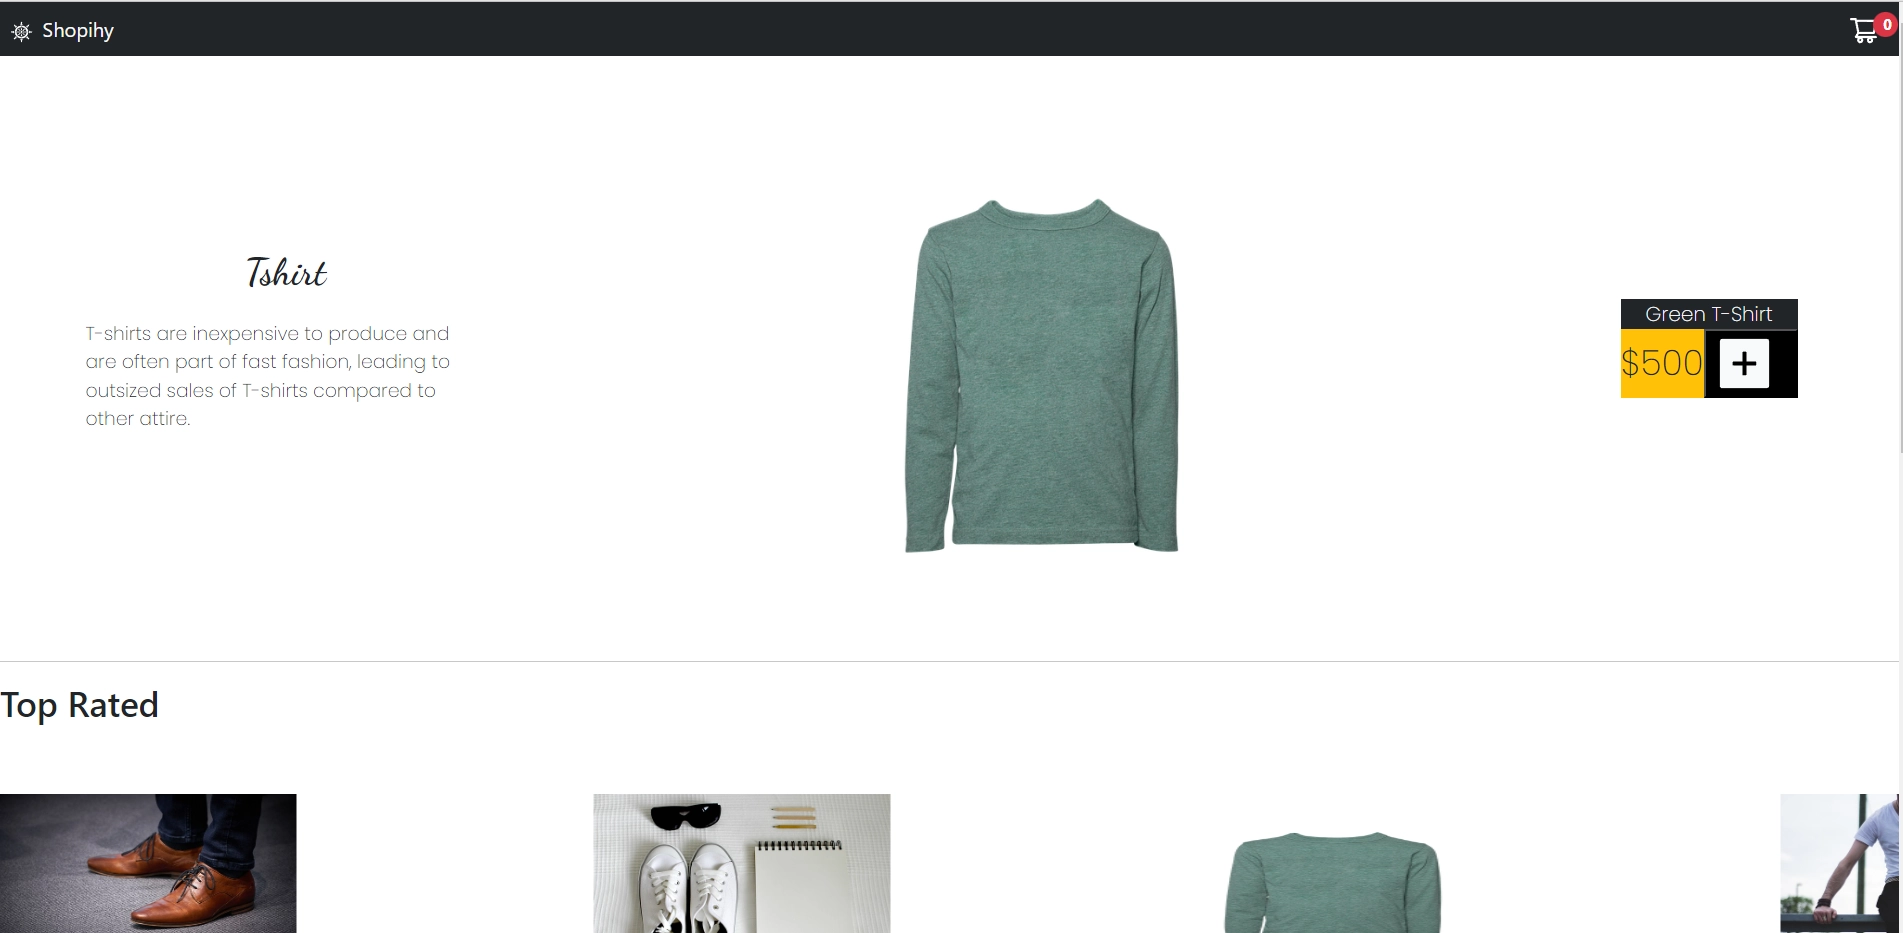 Shopihy
0
Tshirt
T-shirts are inexpensive to produce and
are often part of fast fashion, leading to
outsized sales of T-shirts compared to
other attire.
Green T-Shirt
$500 +
Top Rated